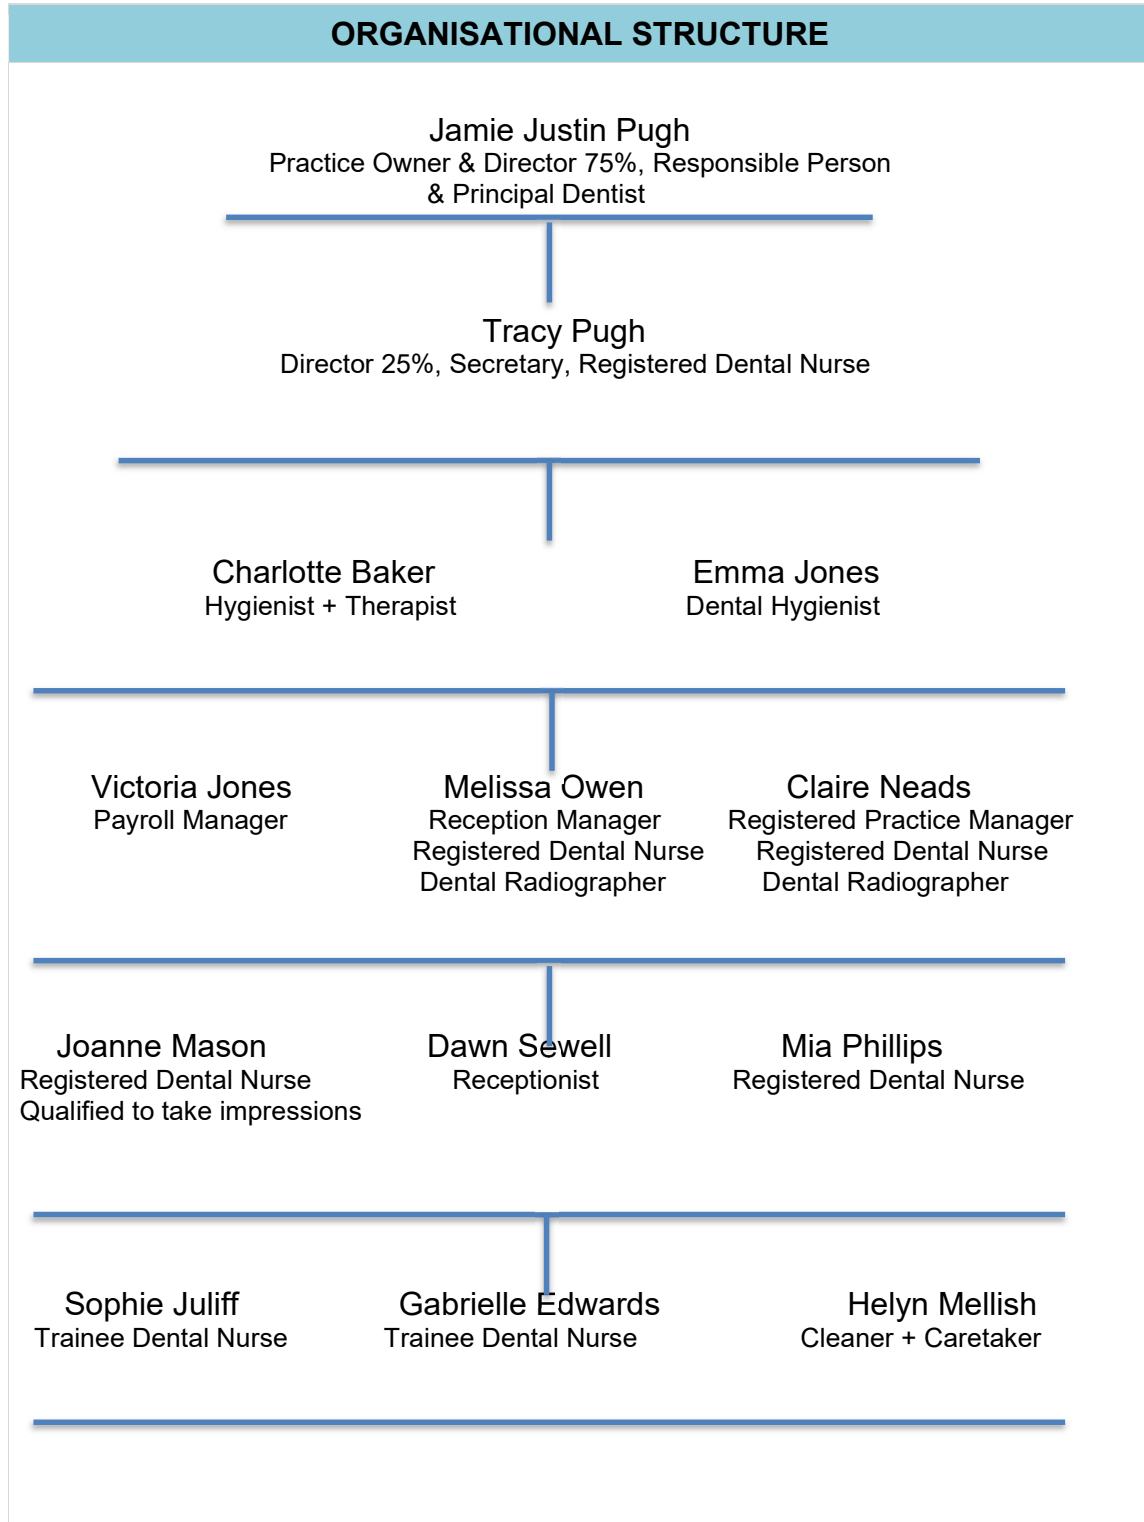 ORGANISATIONAL STRUCTURE
Jamie Justin Pugh
Practice Owner & Director 75%, Responsible Person
& Principal Dentist
Tracy Pugh
Director 25%, Secretary, Registered Dental Nurse
Charlotte Baker
Hygienist + Therapist
Emma Jones
Dental Hygienist
Victoria Jones
Payroll Manager
Melissa Owen
Reception Manager
Registered Dental Nurse
Dental Radiographer
Claire Neads
Registered Practice Manager
Registered Dental Nurse
Dental Radiographer
Joanne Mason
Registered Dental Nurse
Qualified to take impressions
Dawn Sewell
Receptionist
Mia Phillips
Registered Dental Nurse
Sophie Juliff
Trainee Dental Nurse
Gabrielle Edwards
Trainee Dental Nurse
Helyn Mellish
Cleaner + Caretaker